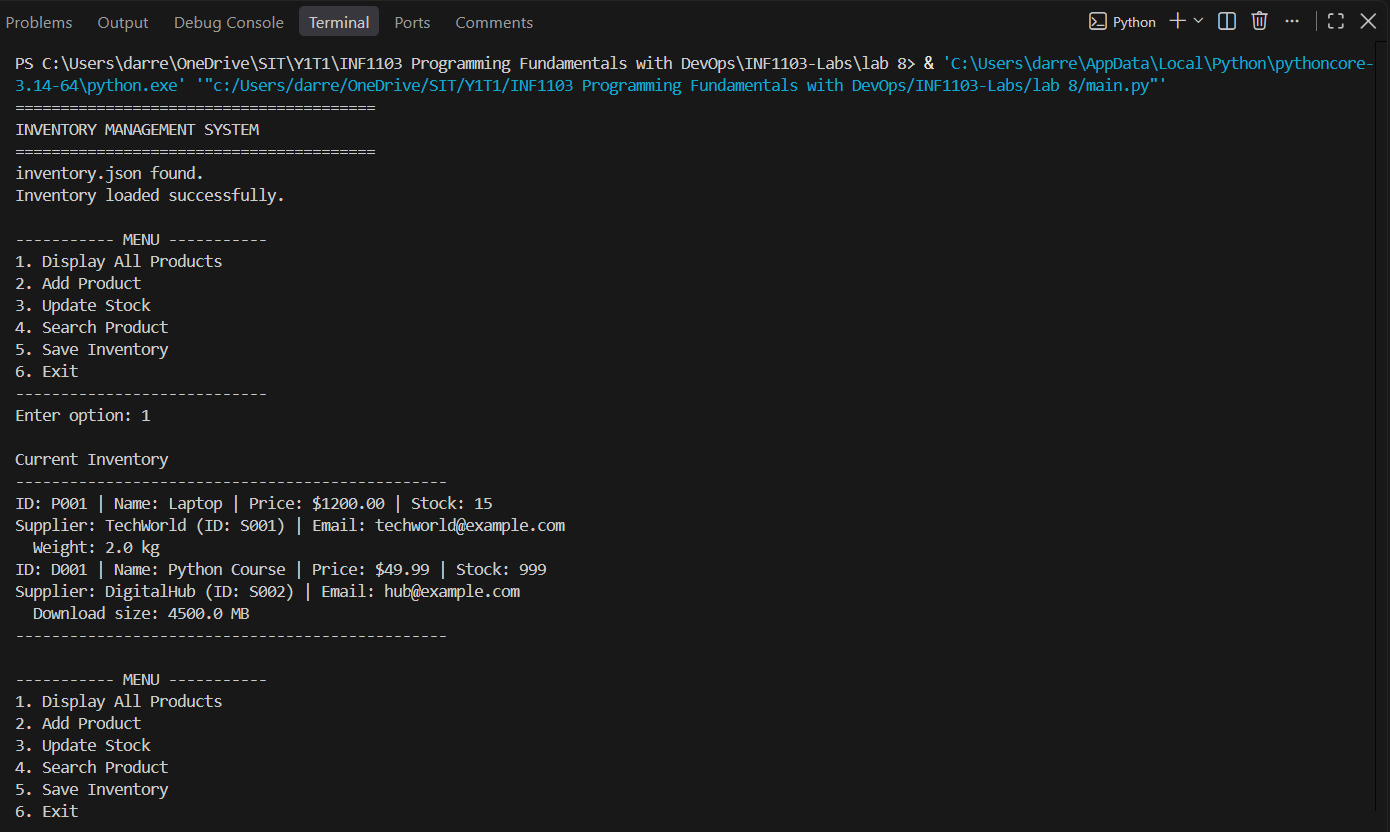 Problems Output Debug Console Terminal Ports Comments Python
PS C:\Users\darre\OneDrive\SIT\Y1T1\INF1103 Programming Fundamentals with DevOps\INF1103-Labs\lab 8> & 'C:\Users\darre\AppData\Local\Python\pythoncore-
3.14-64\python.exe' '"c:/Users/darre/OneDrive/SIT/Y1T1/INF1103 Programming Fundamentals with DevOps/INF1103-Labs/lab 8/main.py"'
========================================
INVENTORY MANAGEMENT SYSTEM
========================================
inventory.json found.
Inventory loaded successfully.

----------- MENU -----------
1. Display All Products
2. Add Product
3. Update Stock
4. Search Product
5. Save Inventory
6. Exit
----------------------------
Enter option: 1

Current Inventory
------------------------------------------------
ID: P001 | Name: Laptop | Price: $1200.00 | Stock: 15
Supplier: TechWorld (ID: S001) | Email: techworld@example.com
  Weight: 2.0 kg
ID: D001 | Name: Python Course | Price: $49.99 | Stock: 999
Supplier: DigitalHub (ID: S002) | Email: hub@example.com
  Download size: 4500.0 MB
------------------------------------------------

----------- MENU -----------
1. Display All Products
2. Add Product
3. Update Stock
4. Search Product
5. Save Inventory
6. Exit